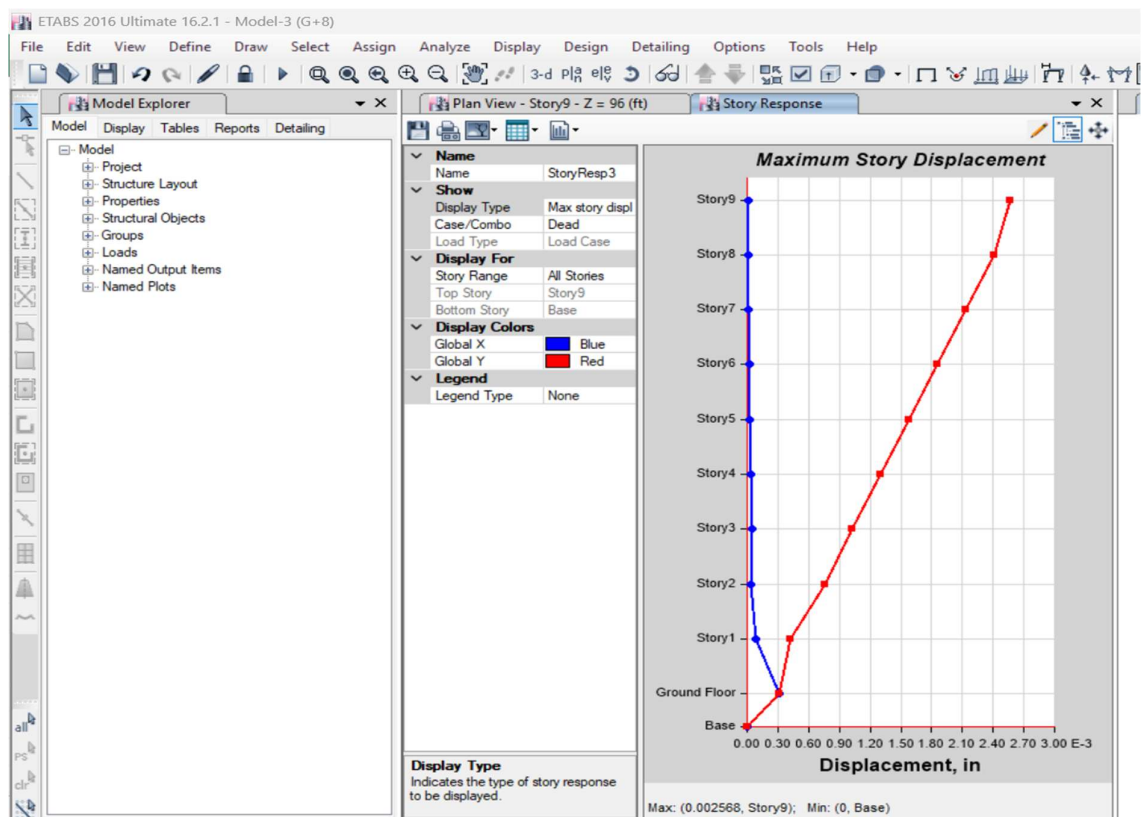 ETABS 2016 Ultimate 16.2.1 - Model-3 (G+8)
File Edit View Define Draw Select Assign Analyze Display Design Detailing Options Tools Help
3-d
Model Explorer
Model Display Tables Reports Detailing
Model
Project
Structure Layout
Properties
Structural Objects
Groups
Loads
Named Output Items
Named Plots
all
ps
clr
Plan View - Story9 - Z = 96 (ft)
Story Response
Name
Name StoryResp3
Show
Display Type Max story displ
Case/Combo Dead
Load Type Load Case
Display For
Story Range All Stories
Top Story Story9
Bottom Story Base
Display Colors
Global X Blue
Global Y Red
Legend
Legend Type None
Display Type
Indicates the type of story response
to be displayed.
Maximum Story Displacement
Story9
Story8
Story7
Story6
Story5
Story4
Story3
Story2
Story1
Ground Floor
Base
0.00 0.30 0.60 0.90 1.20 1.50 1.80 2.10 2.40 2.70 3.00 E-3
Displacement, in
Max: (0.002568, Story9); Min: (0, Base)